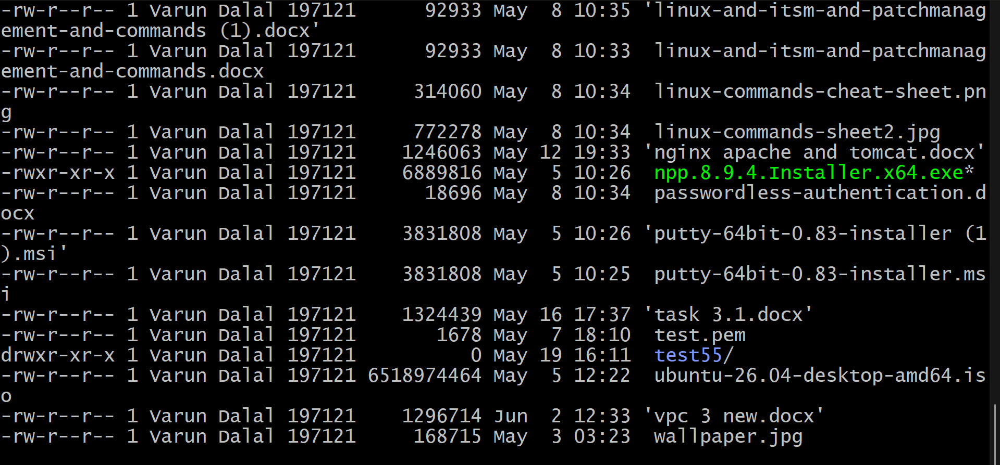 -rw-r--r-- 1 Varun Dalal 197121      92933 May  8 10:35 'linux-and-itsm-and-patchmanag
ement-and-commands (1).docx'
-rw-r--r-- 1 Varun Dalal 197121      92933 May  8 10:33  linux-and-itsm-and-patchmanag
ement-and-commands.docx
-rw-r--r-- 1 Varun Dalal 197121     314060 May  8 10:34  linux-commands-cheat-sheet.pn
g
-rw-r--r-- 1 Varun Dalal 197121     772278 May  8 10:34  linux-commands-sheet2.jpg
-rw-r--r-- 1 Varun Dalal 197121    1246063 May 12 19:33 'nginx apache and tomcat.docx'
-rwxr-xr-x 1 Varun Dalal 197121    6889816 May  5 10:26  npp.8.9.4.Installer.x64.exe*
-rw-r--r-- 1 Varun Dalal 197121      18696 May  8 10:34  passwordless-authentication.d
ocx
-rw-r--r-- 1 Varun Dalal 197121    3831808 May  5 10:26 'putty-64bit-0.83-installer (1
).msi'
-rw-r--r-- 1 Varun Dalal 197121    3831808 May  5 10:25  putty-64bit-0.83-installer.ms
i
-rw-r--r-- 1 Varun Dalal 197121    1324439 May 16 17:37 'task 3.1.docx'
-rw-r--r-- 1 Varun Dalal 197121       1678 May  7 18:10  test.pem
drwxr-xr-x 1 Varun Dalal 197121          0 May 19 16:11  test55/
-rw-r--r-- 1 Varun Dalal 197121 6518974464 May  5 12:22  ubuntu-26.04-desktop-amd64.is
o
-rw-r--r-- 1 Varun Dalal 197121    1296714 Jun  2 12:33 'vpc 3 new.docx'
-rw-r--r-- 1 Varun Dalal 197121     168715 May  3 03:23  wallpaper.jpg